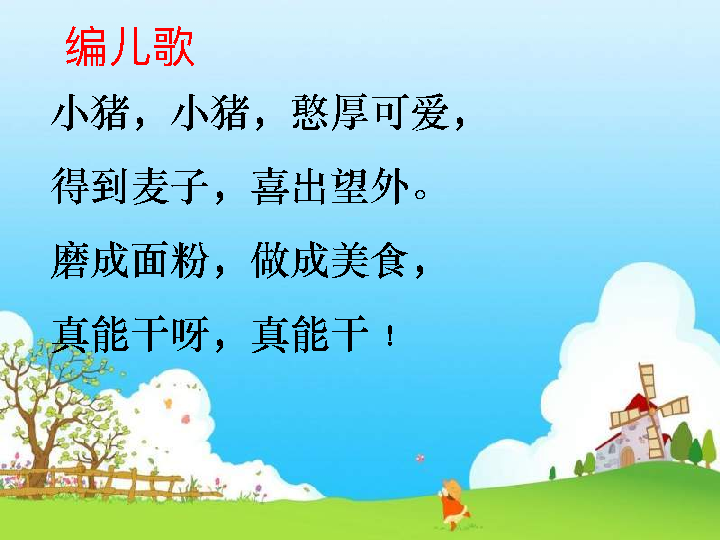 编儿歌
小猪，小猪，憨厚可爱，
得到麦子，喜出望外。
磨成面粉，做成美食，
真能干呀，真能干！